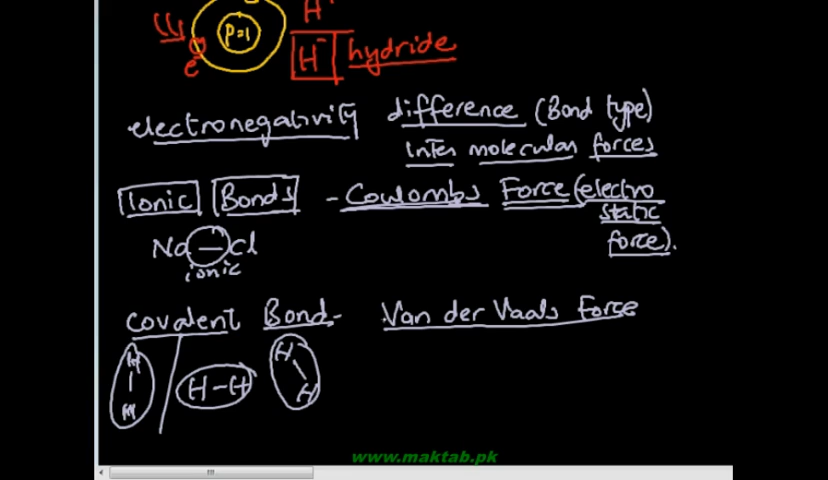 H
P=1
e
H⁻ hydride
electronegativity difference (Bond type)
Inter molecular forces
Ionic Bonds - Coulombs Force (electro
static
force).
Na-Cl
ionic
Covalent Bond- Van der Vaals Force
H-H / H-H H-H
www.maktab.pk